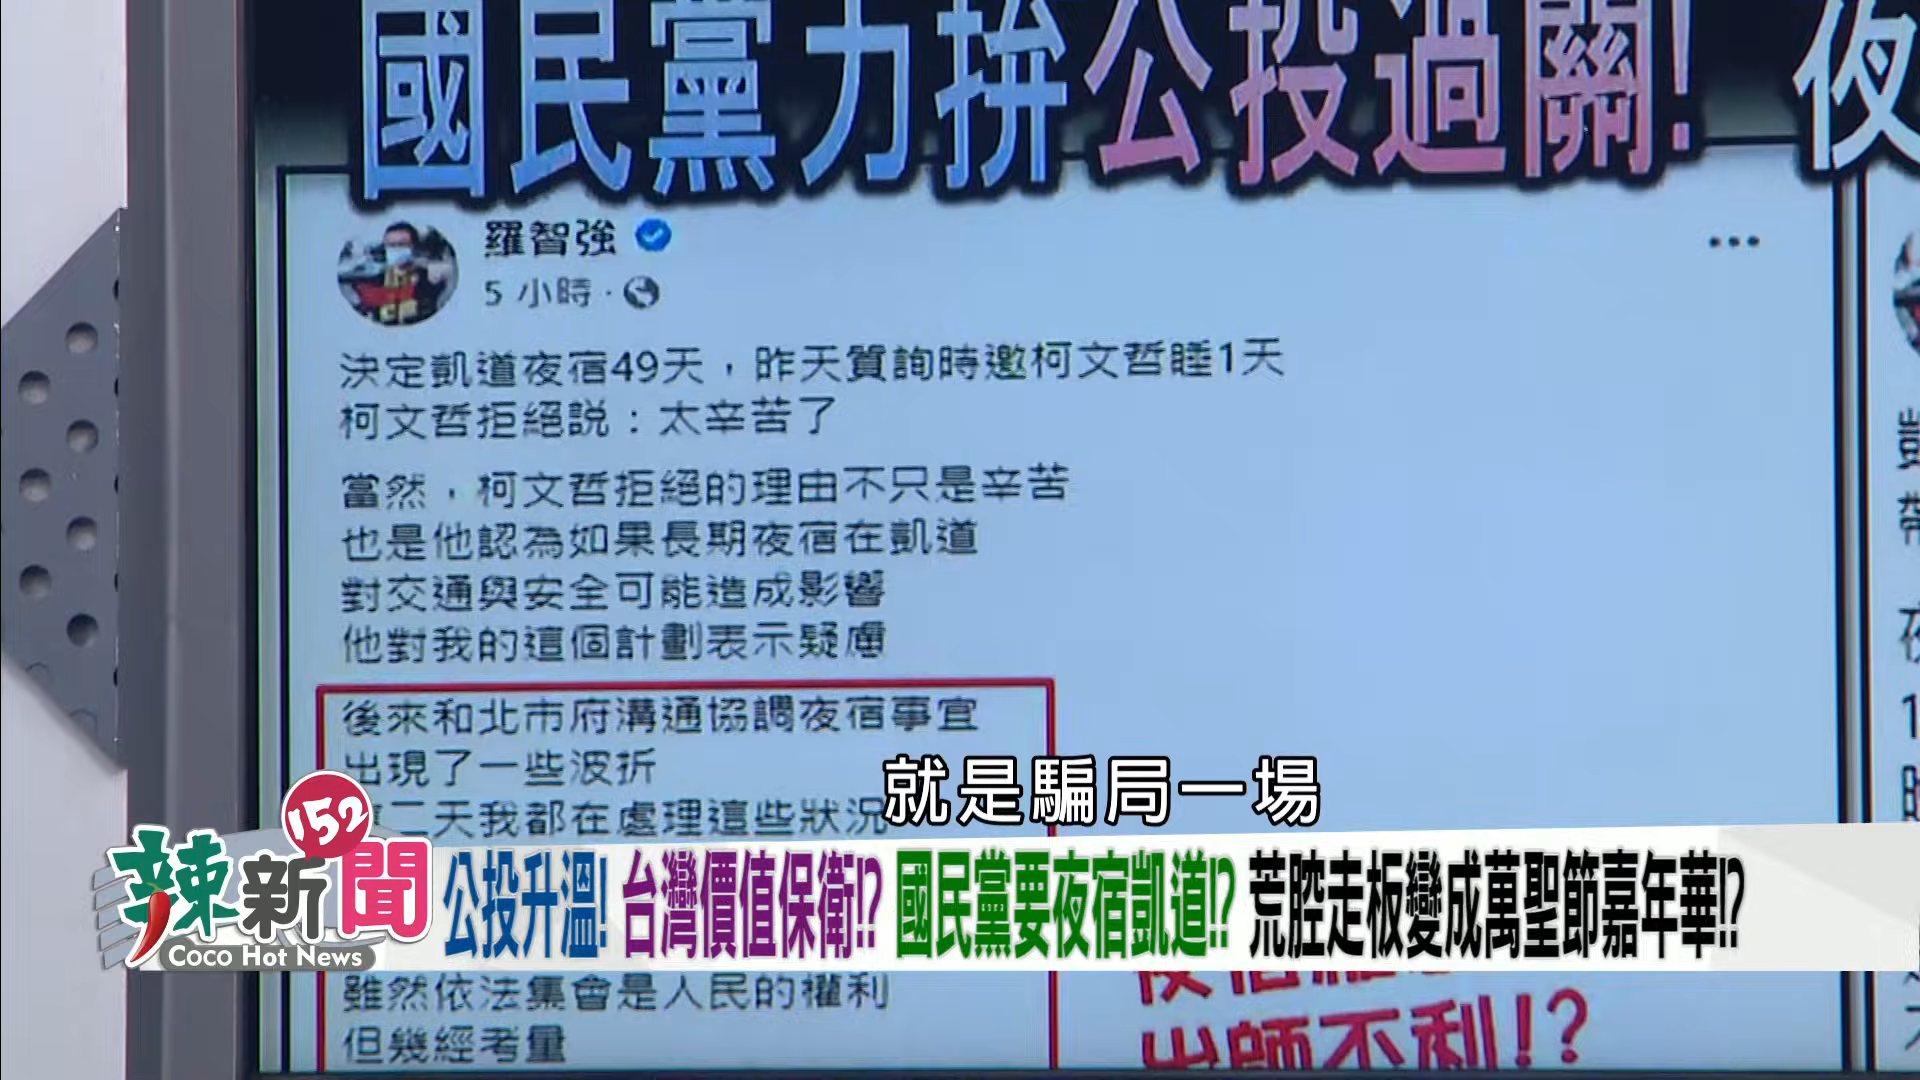 國民黨力拚公投過關！ 夜
羅智強
5 小時
決定凱道夜宿49天，昨天質詢時邀柯文哲睡1天
柯文哲拒絕說：太辛苦了
當然，柯文哲拒絕的理由不只是辛苦
也是他認為如果長期夜宿在凱道
對交通與安全可能造成影響
他對我的這個計劃表示疑慮
後來和北市府溝通協調夜宿事宜
出現了一些波折
二天我都在處理這些狀況
就是騙局一場
152
辣新聞
Coco Hot News
公投升溫! 台灣價值保衛!? 國民黨要夜宿凱道!? 荒腔走板變成萬聖節嘉年華!?
雖然依法集會是人民的權利
但幾經考量
出師不利!?